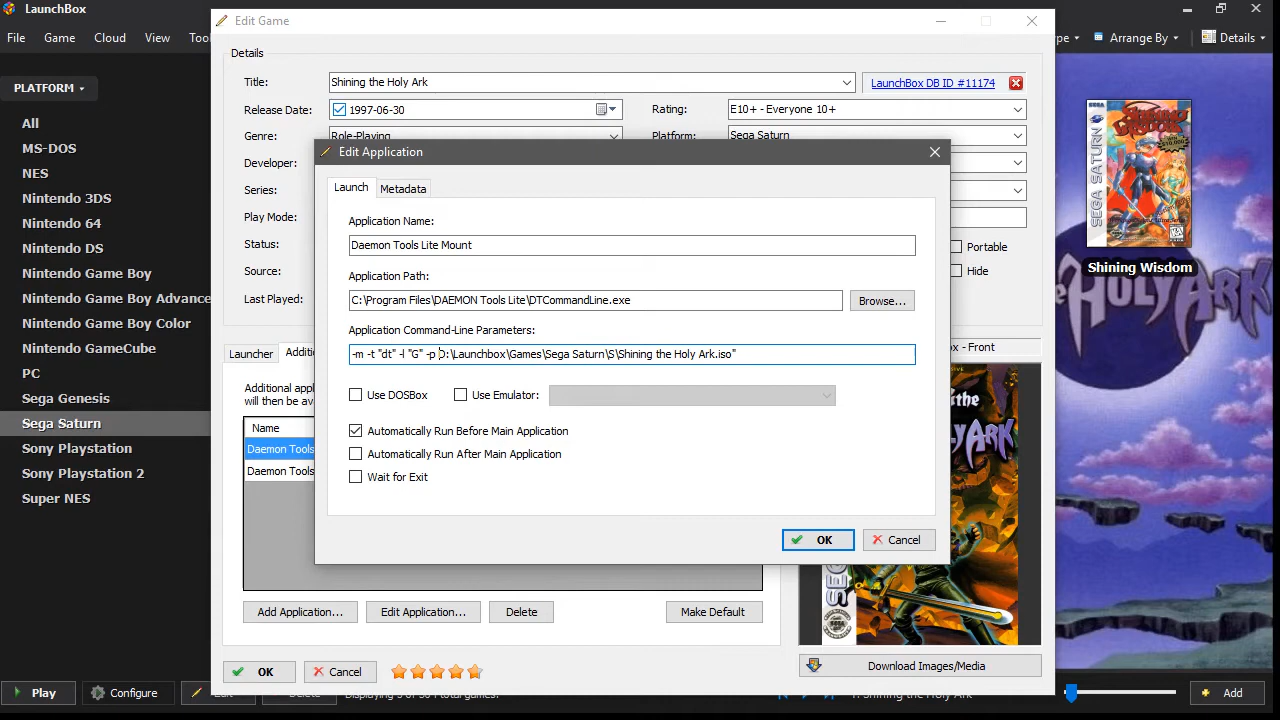 LaunchBox
Edit Game
File Game Cloud View
Arrange By Details
PLATFORM
All
MS-DOS
NES
Nintendo 3DS
Nintendo 64
Nintendo DS
Nintendo Game Boy
Nintendo Game Boy Advance
Nintendo Game Boy Color
Nintendo GameCube
PC
Sega Genesis
Sega Saturn
Sony Playstation
Sony Playstation 2
Super NES
Details
Title: Shining the Holy Ark LaunchBox DB ID #11174
Release Date: 1997-06-30 Rating: E10+ - Everyone 10+
Genre: Role-Playing Platform: Sega Saturn
Developer:
Series:
Play Mode:
Status: Portable
Source: Hide
Last Played:
Edit Application
Launch Metadata
Application Name:
Daemon Tools Lite Mount
Application Path:
C:\Program Files\DAEMON Tools Lite\DTCommandLine.exe Browse...
Application Command-Line Parameters:
-m -t "dt" -l "G" -p D:\Launchbox\Games\Sega Saturn\S\Shining the Holy Ark.iso"
Use DOSBox Use Emulator:
Automatically Run Before Main Application
Automatically Run After Main Application
Wait for Exit
OK Cancel
Launcher
- Front
Additional
will then be
Name
Daemon Tools
Daemon Tools
Add Application... Edit Application... Delete Make Default
Download Images/Media
OK Cancel
Play Configure
Add
SEGA SATURN
Shining Wisdom
HOLY ARK